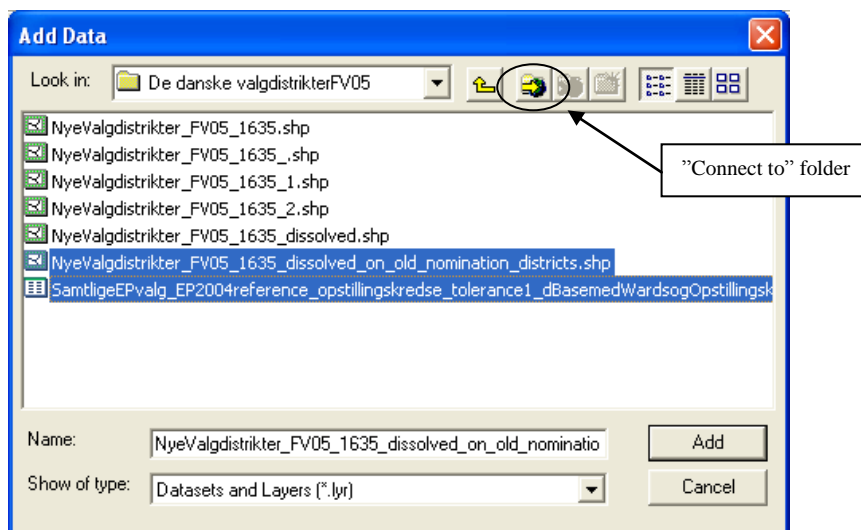 Add Data
Look in: De danske valgdistrikterFV05
NyeValgdistrikter_FV05_1635.shp
NyeValgdistrikter_FV05_1635_.shp
NyeValgdistrikter_FV05_1635_1.shp
NyeValgdistrikter_FV05_1635_2.shp
NyeValgdistrikter_FV05_1635_dissolved.shp
NyeValgdistrikter_FV05_1635_dissolved_on_old_nomination_districts.shp
SamtligeEPvalg_EP2004reference_opstillingskredse_tolerance1_dBasemedWardsogOpstillingsk
”Connect to” folder
Name: NyeValgdistrikter_FV05_1635_dissolved_on_old_nominatio
Add
Show of type: Datasets and Layers (*.lyr)
Cancel